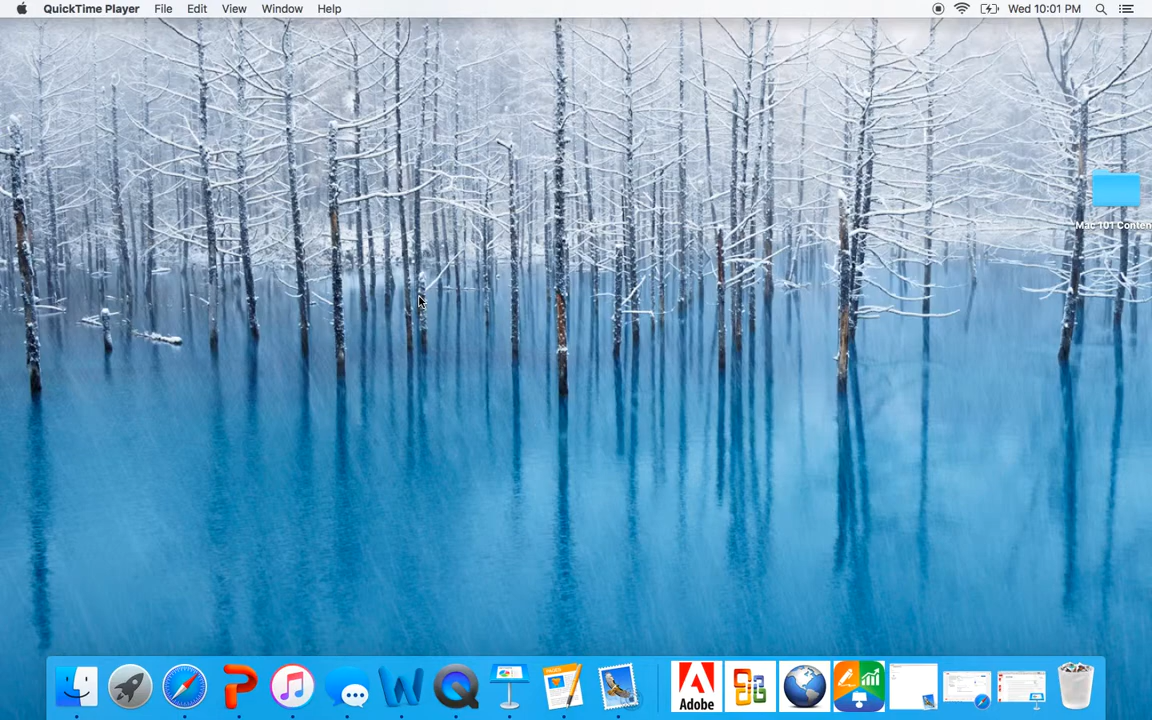 QuickTime Player File Edit View Window Help Wed 10:01 PM
Mac 101 Conten
Adobe